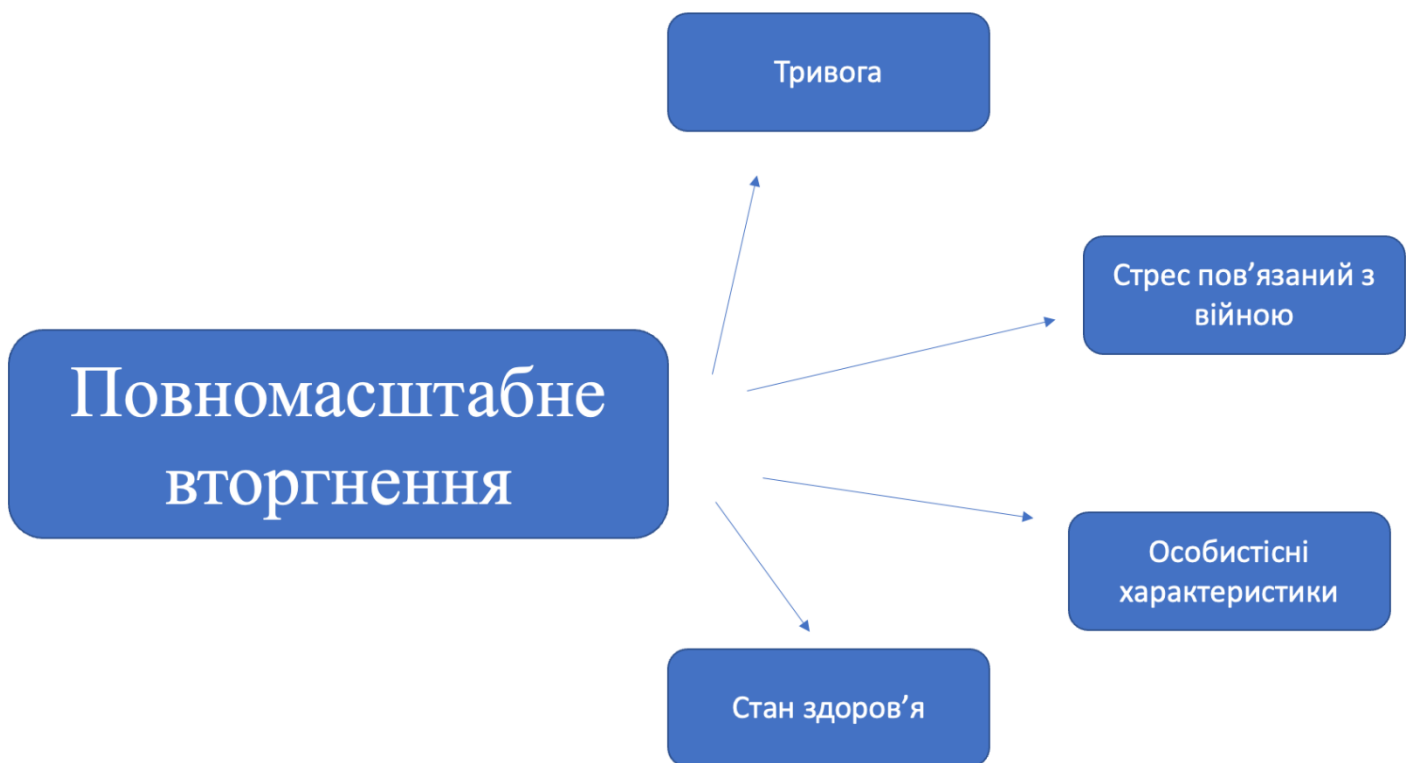 Тривога
Стрес пов’язаний з
війною
Повномасштабне
вторгнення
Особистісні
характеристики
Стан здоров’я